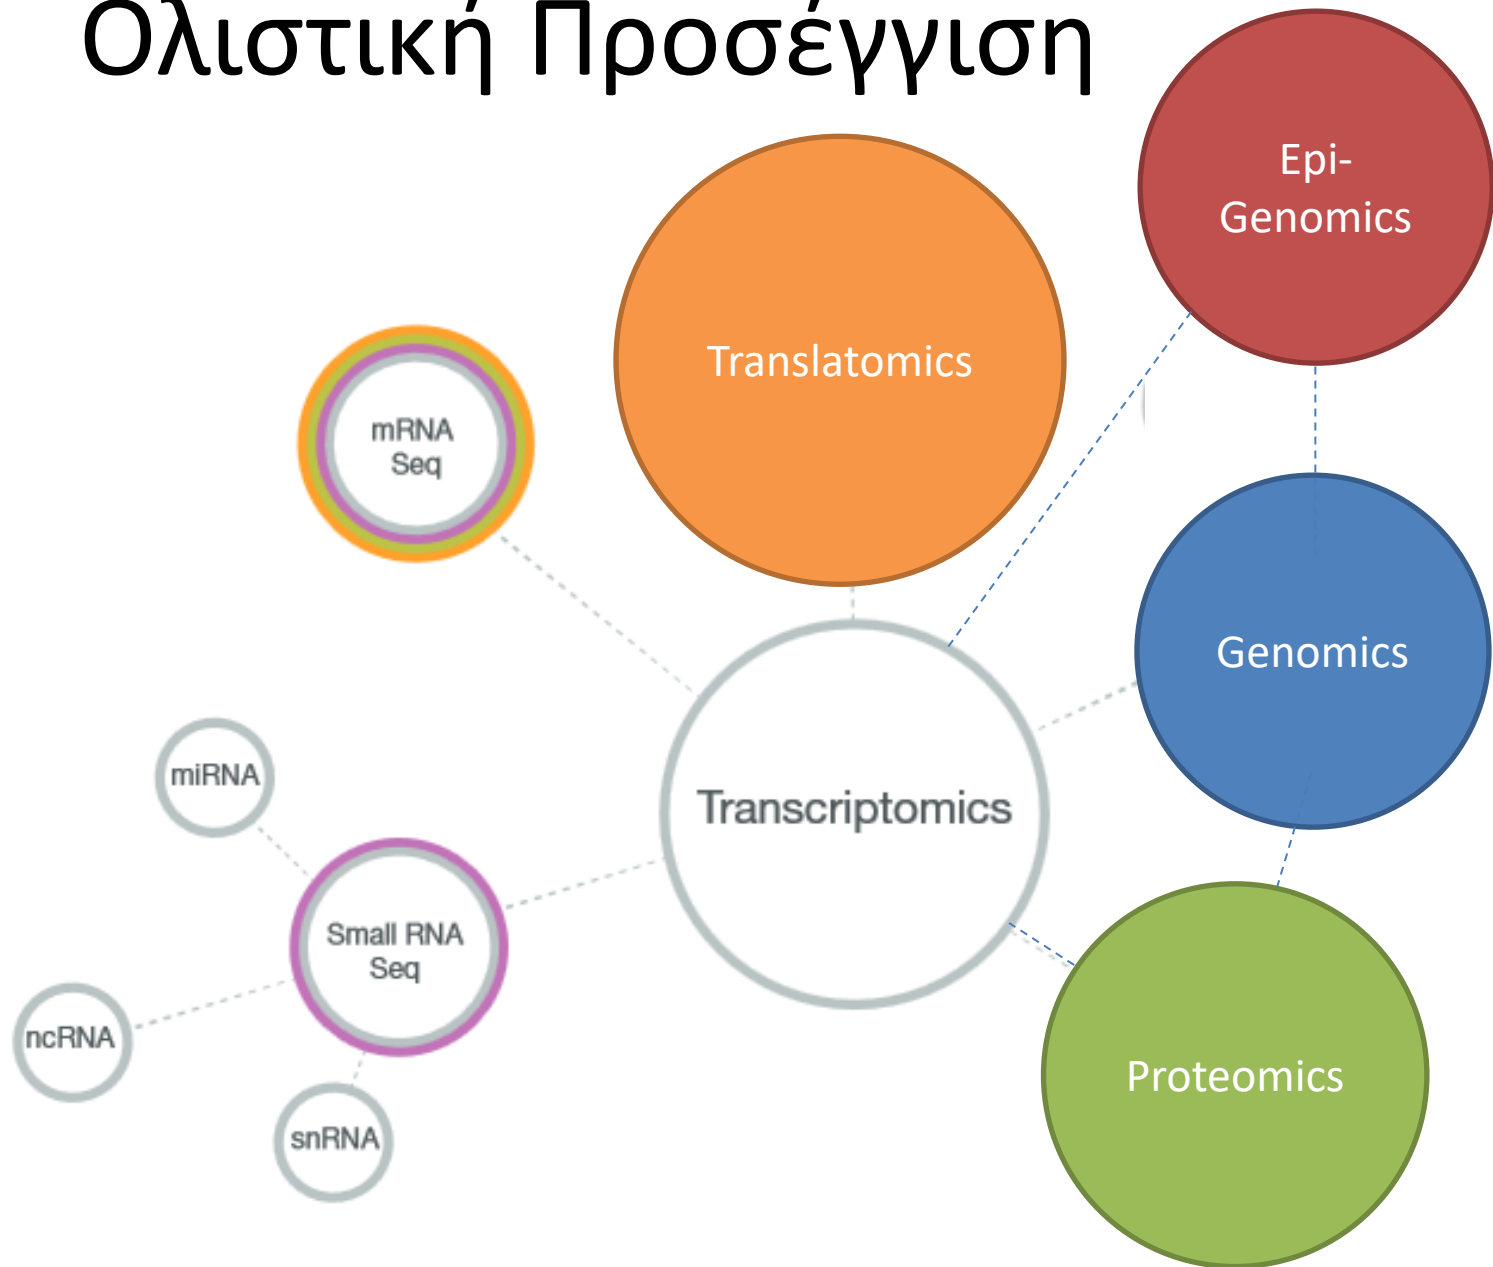 Ολιστική Προσέγγιση
Epi-
Genomics
Translatomics
mRNA
Seq
Genomics
miRNA
Transcriptomics
Small RNA
Seq
ncRNA
Proteomics
snRNA